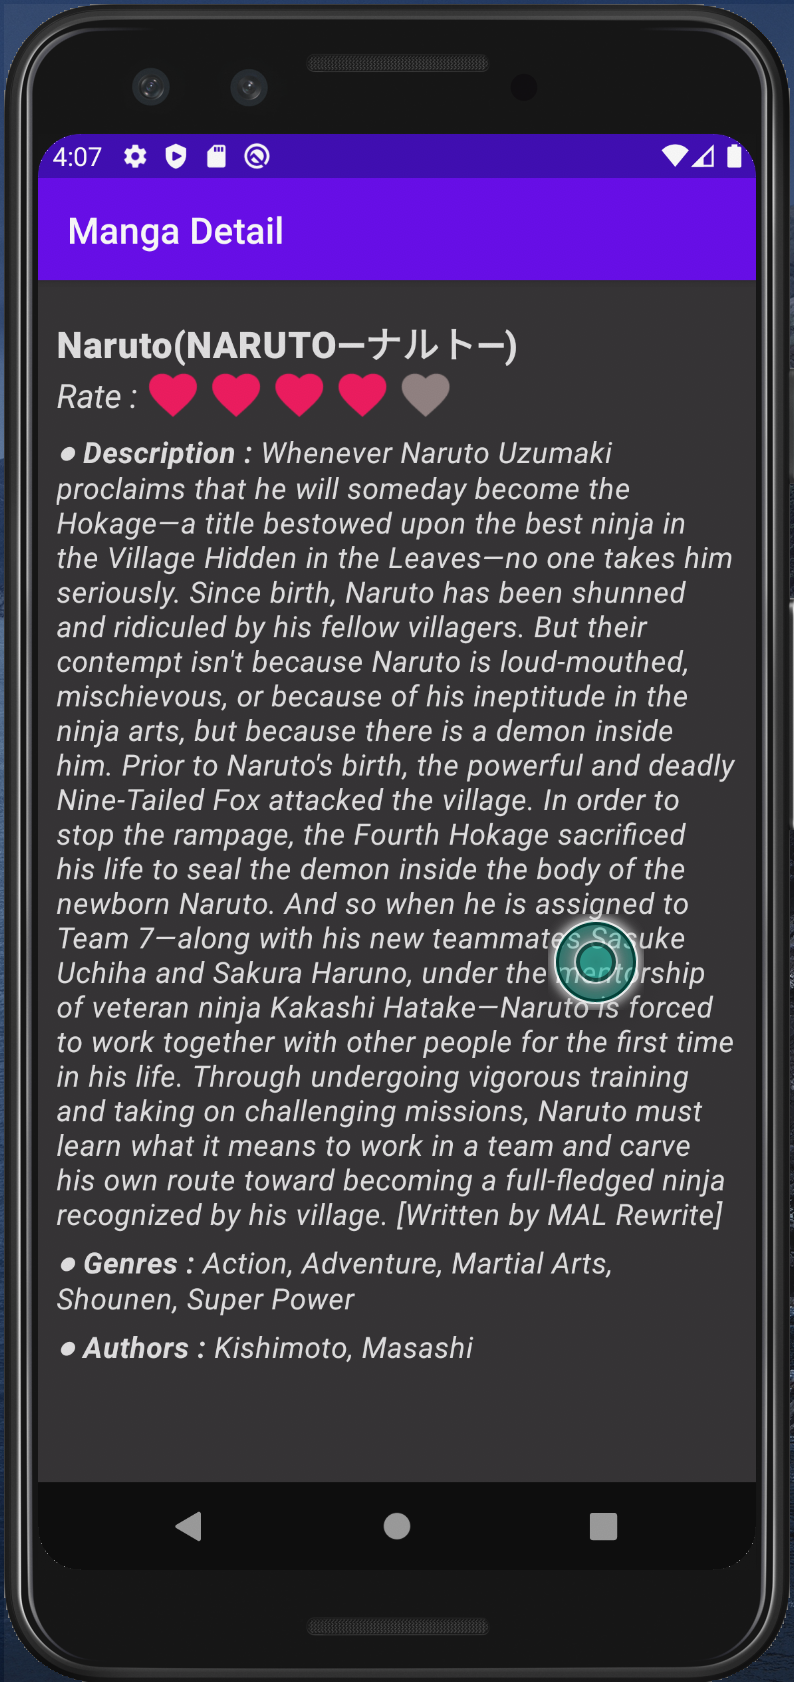 4:07
Manga Detail
Naruto(NARUTO―ナルト―)
Rate :
● Description : Whenever Naruto Uzumaki
proclaims that he will someday become the
Hokage—a title bestowed upon the best ninja in
the Village Hidden in the Leaves—no one takes him
seriously. Since birth, Naruto has been shunned
and ridiculed by his fellow villagers. But their
contempt isn't because Naruto is loud-mouthed,
mischievous, or because of his ineptitude in the
ninja arts, but because there is a demon inside
him. Prior to Naruto's birth, the powerful and deadly
Nine-Tailed Fox attacked the village. In order to
stop the rampage, the Fourth Hokage sacrificed
his life to seal the demon inside the body of the
newborn Naruto. And so when he is assigned to
Team 7—along with his new teammates Sasuke
Uchiha and Sakura Haruno, under the mentorship
of veteran ninja Kakashi Hatake—Naruto is forced
to work together with other people for the first time
in his life. Through undergoing vigorous training
and taking on challenging missions, Naruto must
learn what it means to work in a team and carve
his own route toward becoming a full-fledged ninja
recognized by his village. [Written by MAL Rewrite]
● Genres : Action, Adventure, Martial Arts,
Shounen, Super Power
● Authors : Kishimoto, Masashi